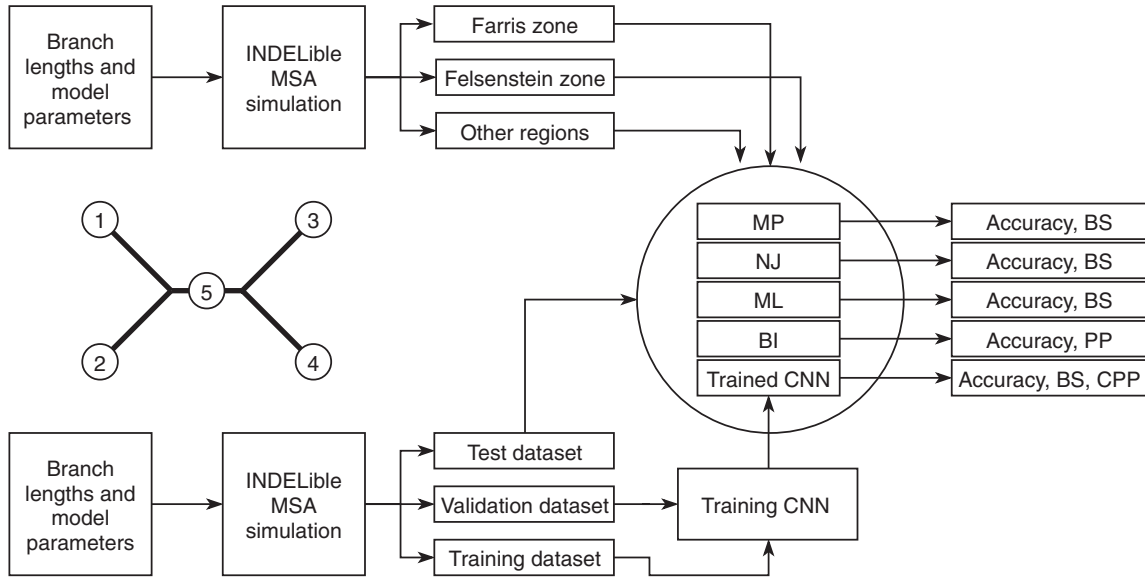 Branch
lengths and
model
parameters
INDELible
MSA
simulation
Farris zone
Felsenstein zone
Other regions
1
2
3
4
5
MP
NJ
ML
BI
Trained CNN
Accuracy, BS
Accuracy, BS
Accuracy, BS
Accuracy, PP
Accuracy, BS, CPP
Branch
lengths and
model
parameters
INDELible
MSA
simulation
Test dataset
Validation dataset
Training dataset
Training CNN